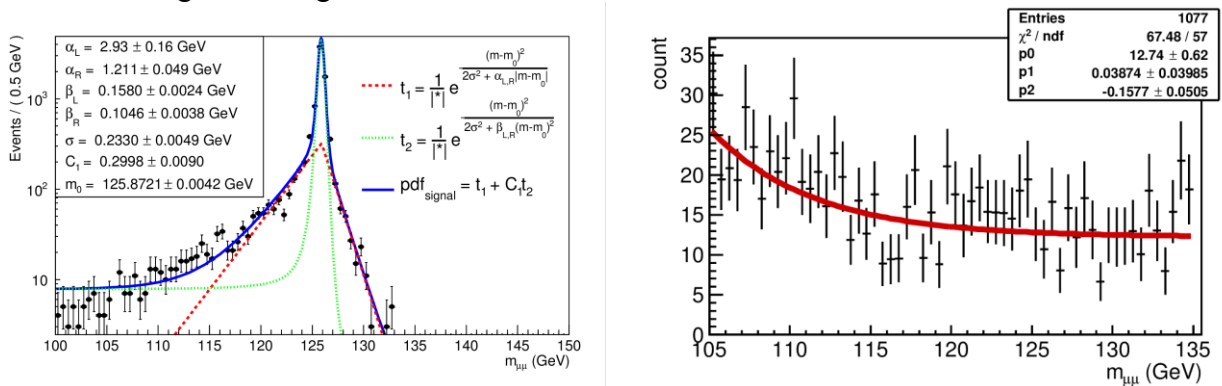 α_L = 2.93 ± 0.16 GeV
α_R = 1.211 ± 0.049 GeV
β_L = 0.1580 ± 0.0024 GeV
β_R = 0.1046 ± 0.0038 GeV
σ = 0.2330 ± 0.0049 GeV
C_1 = 0.2998 ± 0.0090
m_0 = 125.8721 ± 0.0042 GeV
t_1 = 1/|*| e^{(m-m_0)^2 / 2σ^2 + α_{L,R}|m-m_0|}
t_2 = 1/|*| e^{(m-m_0)^2 / 2σ^2 + β_{L,R}(m-m_0)^2}
pdf_signal = t_1 + C_1t_2
Events / ( 0.5 GeV )
10^3
10^2
10
100 105 110 115 120 125 130 135 140 145 150
m_μμ (GeV)
Entries 1077
χ^2 / ndf 67.48 / 57
p0 12.74 ± 0.62
p1 0.03874 ± 0.03985
p2 -0.1577 ± 0.0505
count
35
30
25
20
15
10
5
0
105 110 115 120 125 130 135
m_μμ (GeV)